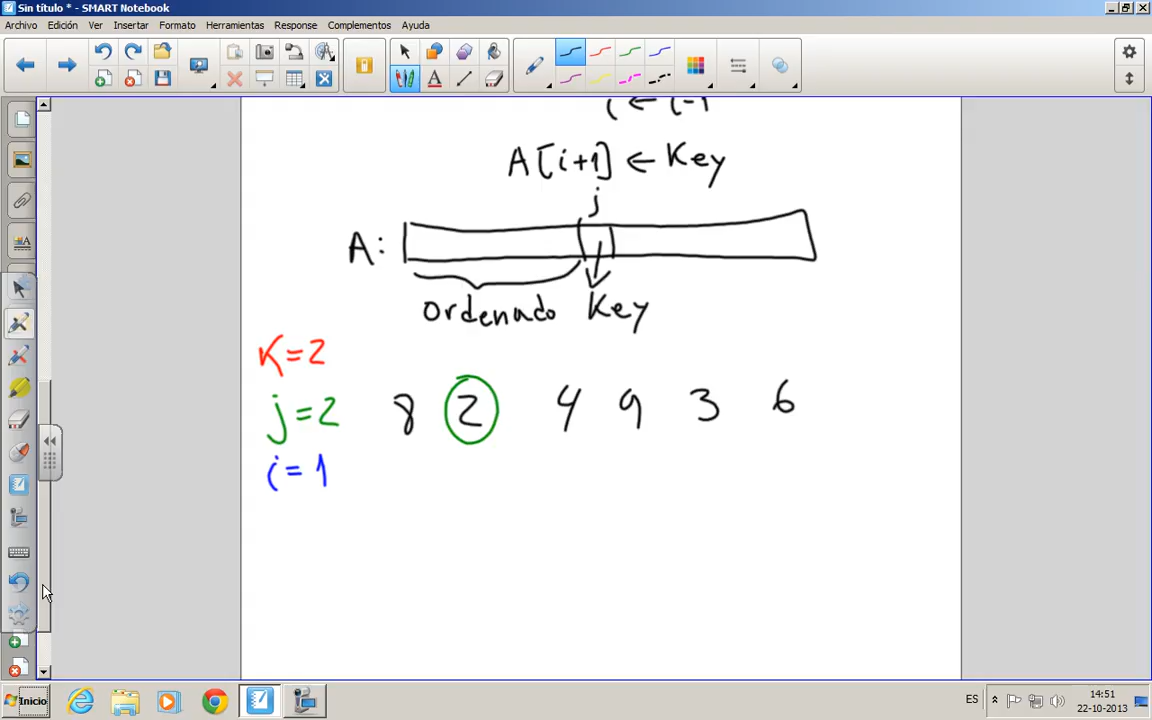 Sin título * - SMART Notebook
Archivo Edición Ver Insertar Formato Herramientas Response Complementos Ayuda
i ← i-1
A[i+1] ← Key
j
A:
Ordenado Key
K=2
j=2 8 2 4 9 3 6
i=1
Inicio
ES
14:51
22-10-2013